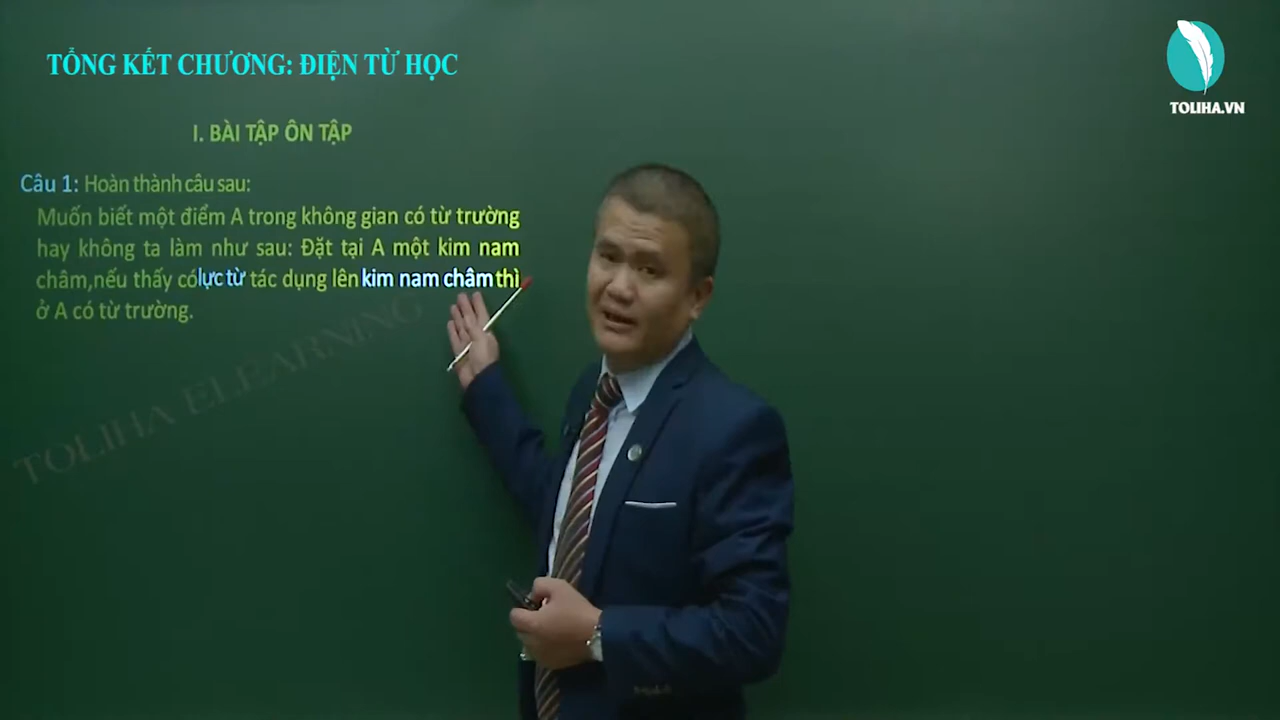 TỔNG KẾT CHƯƠNG: ĐIỆN TỪ HỌC
TOLIHA.VN
I. BÀI TẬP ÔN TẬP
Câu 1: Hoàn thành câu sau:
Muốn biết một điểm A trong không gian có từ trường
hay không ta làm như sau: Đặt tại A một kim nam
châm,nếu thấy có lực từ tác dụng lên kim nam châm thì
ở A có từ trường.
TOLIHA ELEARNING